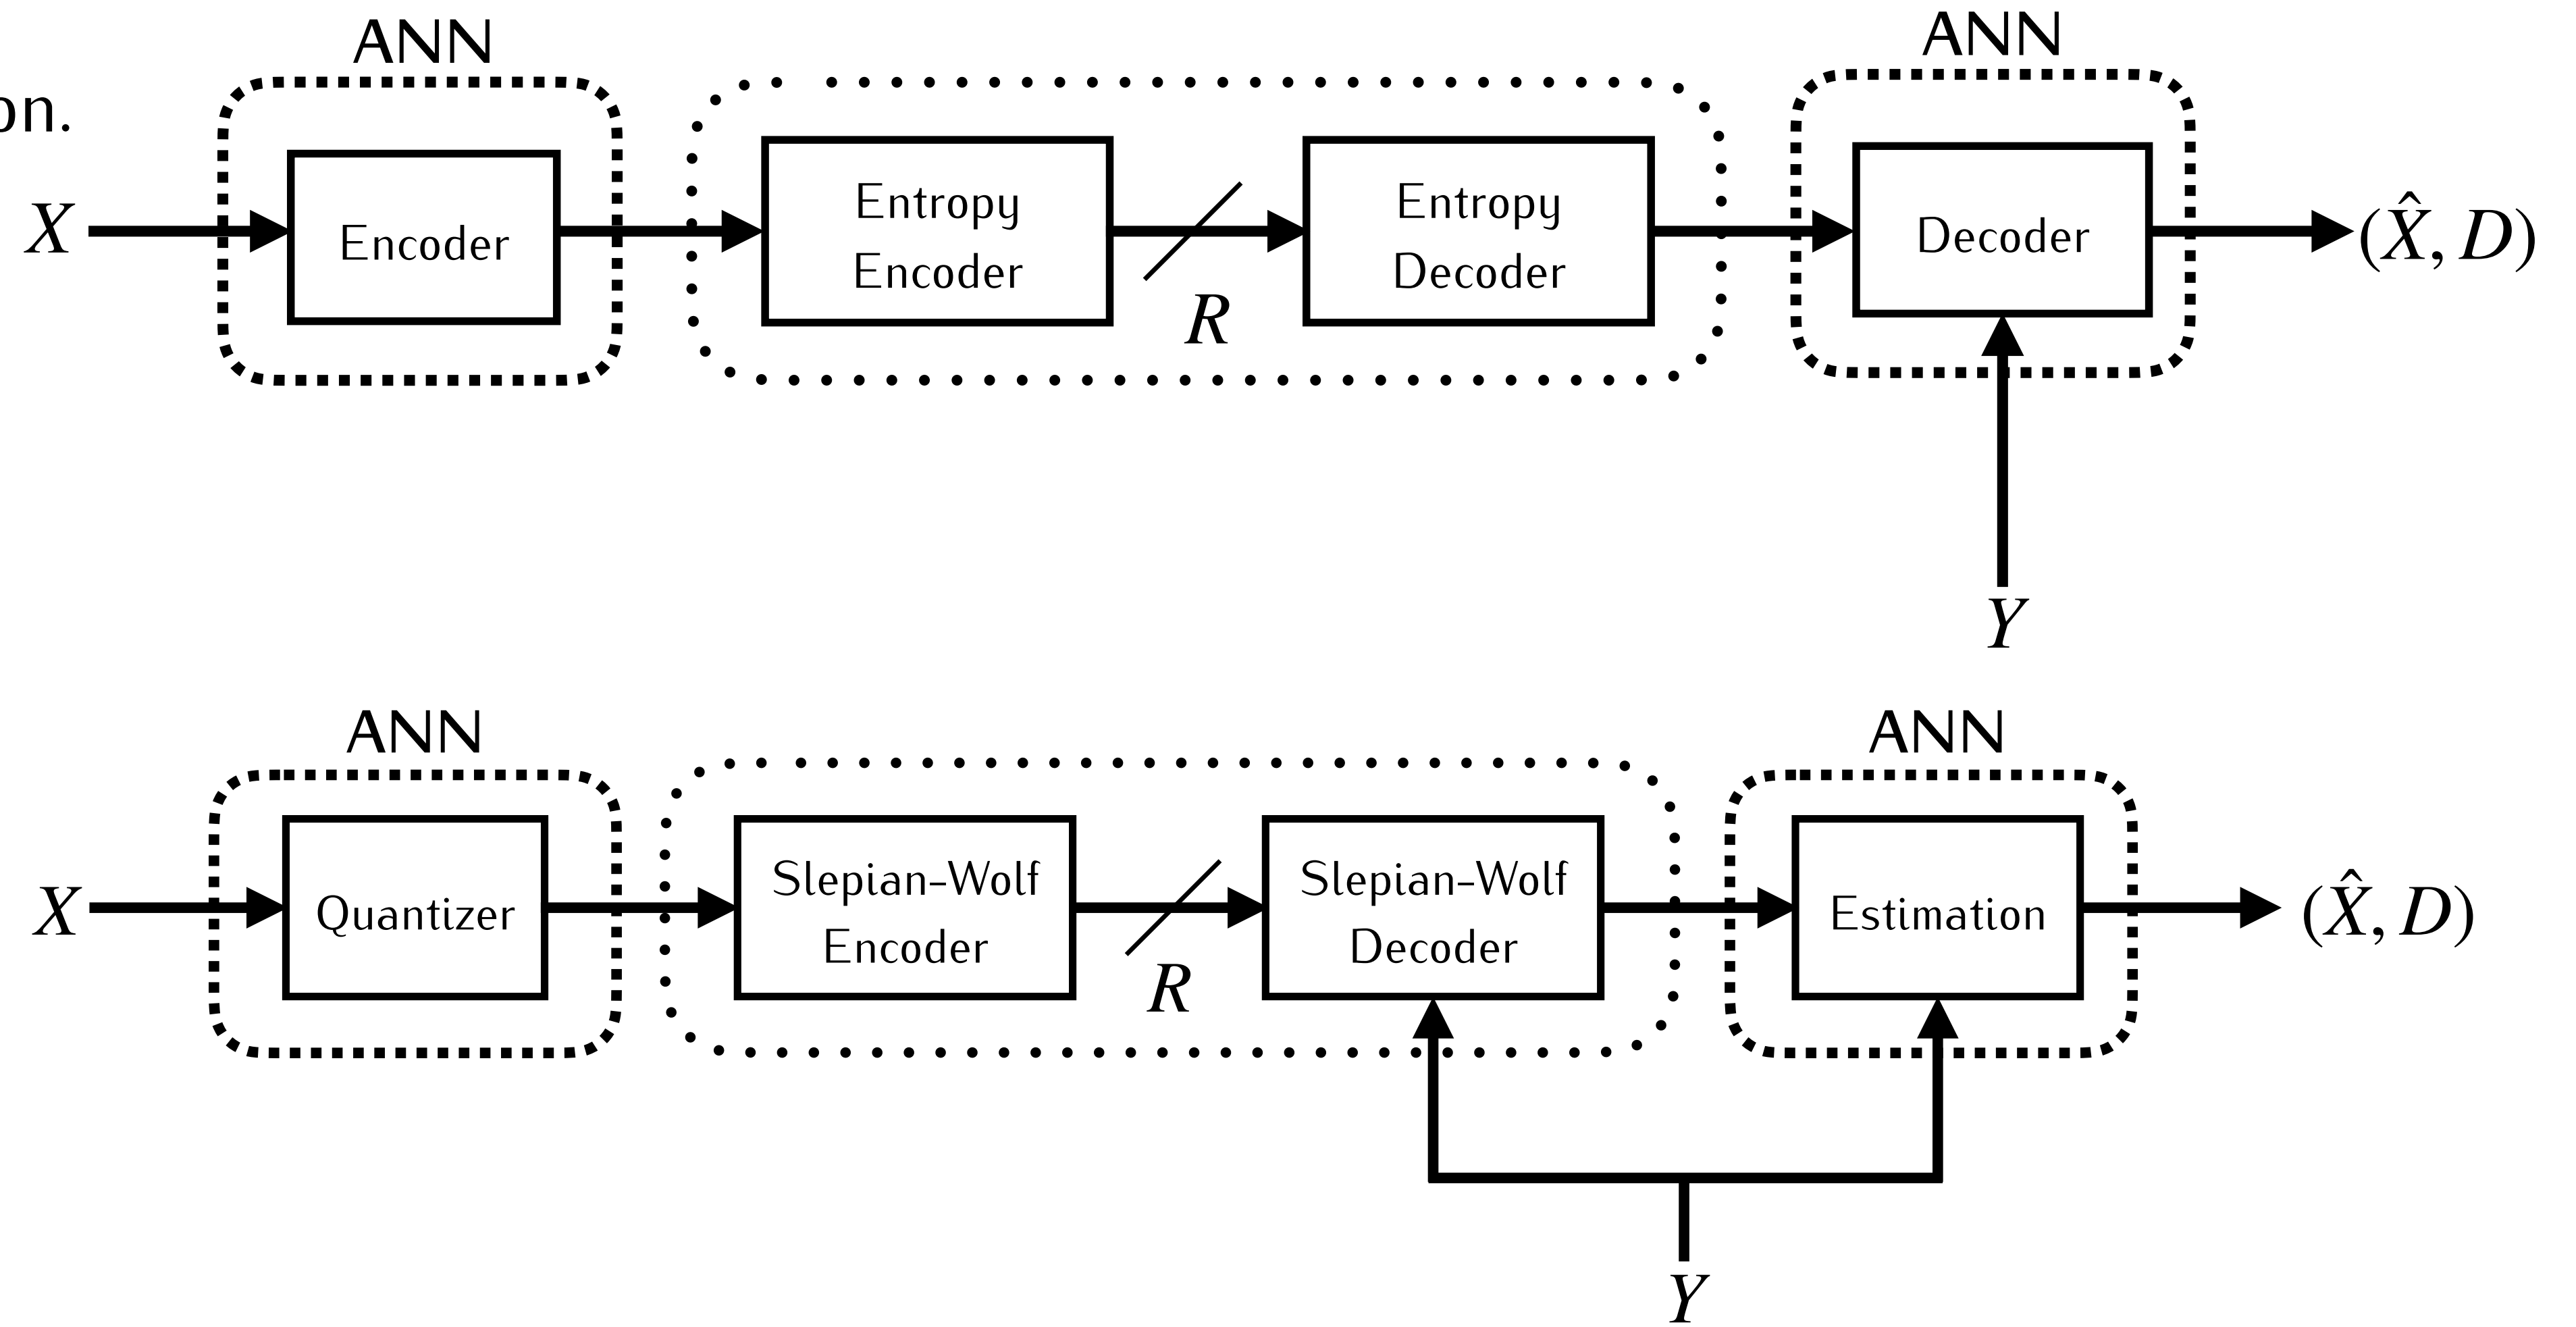 ANN
ANN
on.
X
Encoder
Entropy
Encoder
R
Entropy
Decoder
Decoder
(X̂, D)
Y
ANN
ANN
X
Quantizer
Slepian-Wolf
Encoder
R
Slepian-Wolf
Decoder
Estimation
(X̂, D)
Y